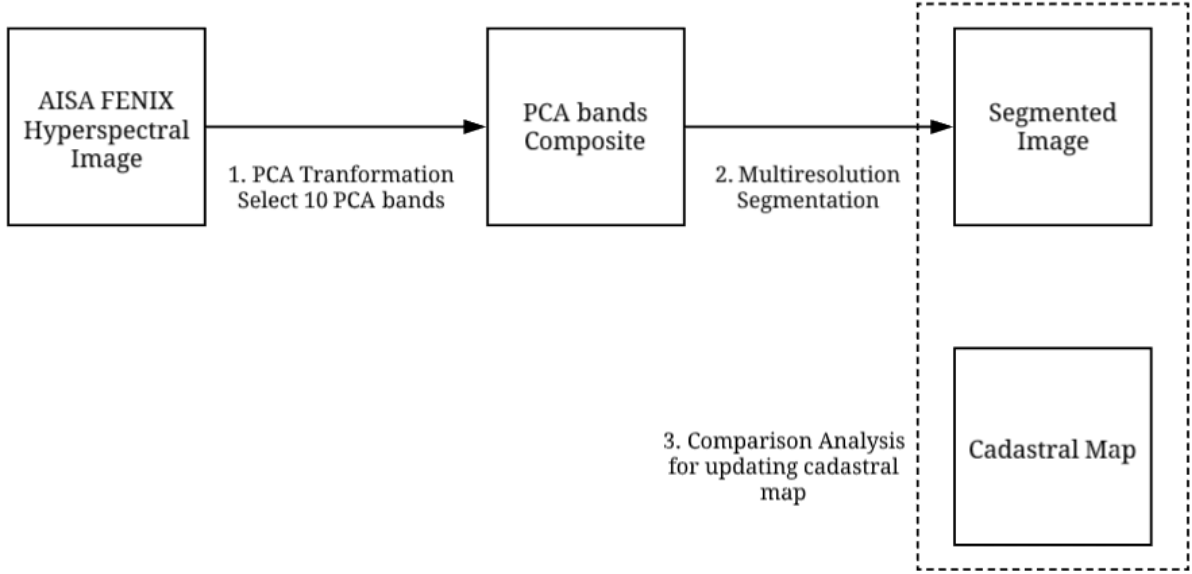 AISA FENIX
Hyperspectral
Image
1. PCA Tranformation
Select 10 PCA bands
PCA bands
Composite
2. Multiresolution
Segmentation
Segmented
Image
3. Comparison Analysis
for updating cadastral
map
Cadastral Map